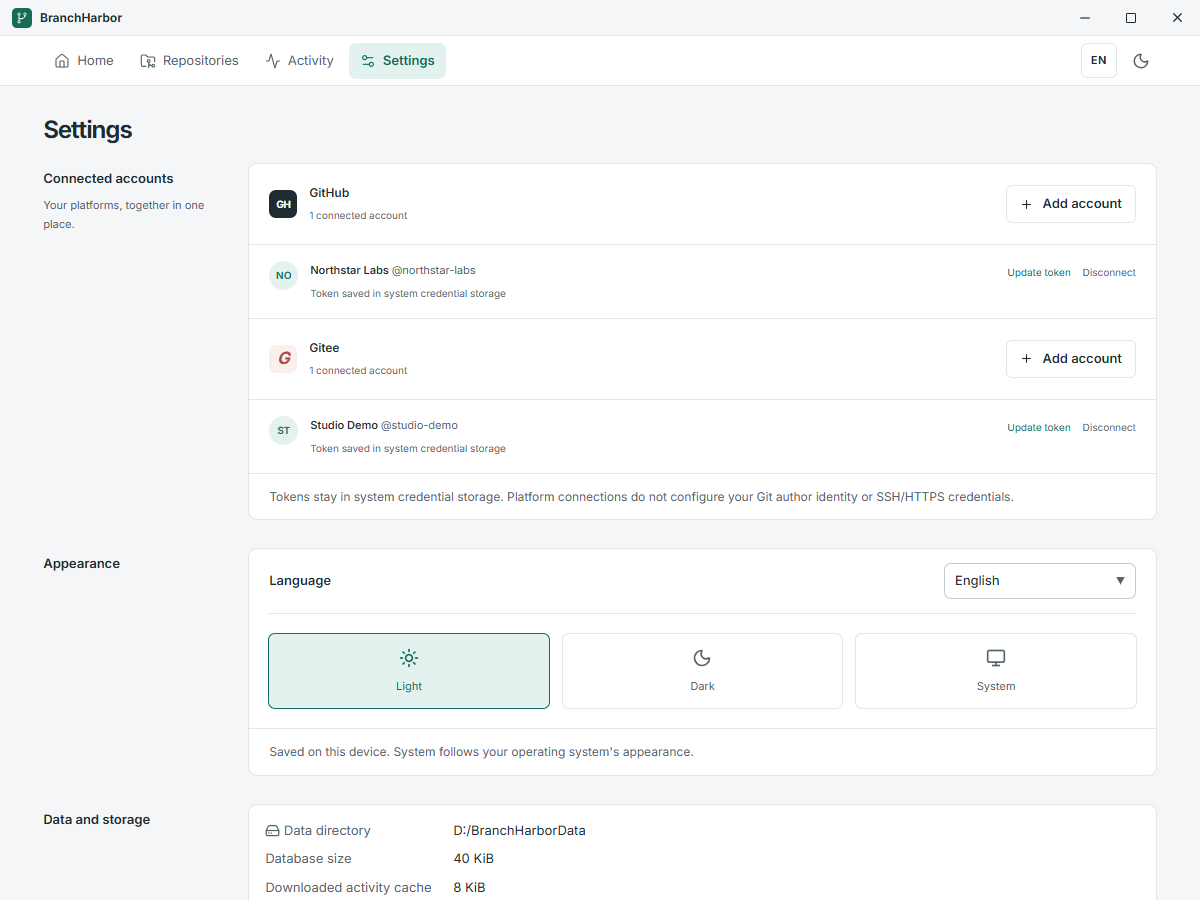 BranchHarbor
Home
Repositories
Activity
Settings
EN
Settings
Connected accounts
Your platforms, together in one
place.
GH
GitHub
1 connected account
+ Add account
NO
Northstar Labs @northstar-labs
Token saved in system credential storage
Update token
Disconnect
G
Gitee
1 connected account
+ Add account
ST
Studio Demo @studio-demo
Token saved in system credential storage
Update token
Disconnect
Tokens stay in system credential storage. Platform connections do not configure your Git author identity or SSH/HTTPS credentials.
Appearance
Language
English
Light
Dark
System
Saved on this device. System follows your operating system's appearance.
Data and storage
Data directory
D:/BranchHarborData
Database size
40 KiB
Downloaded activity cache
8 KiB